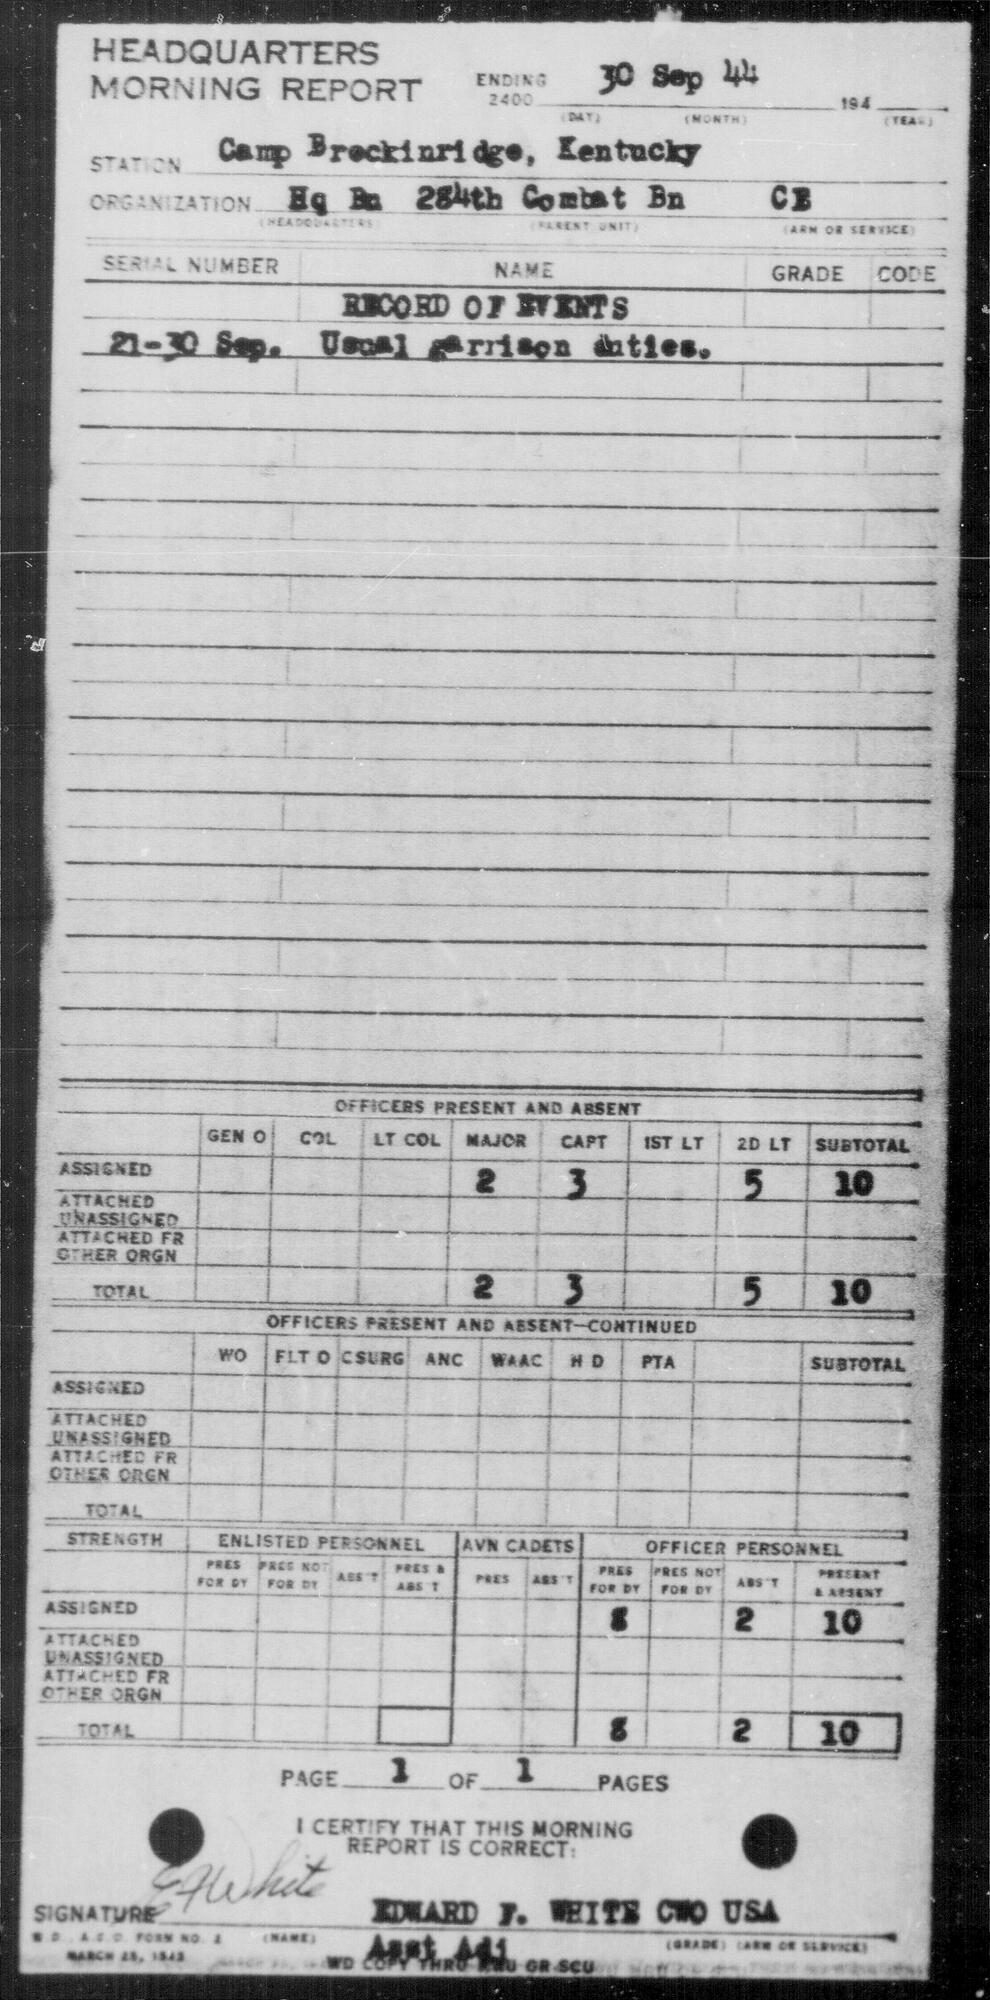 HEADQUARTERS
MORNING REPORT
ENDING 2400 30 Sep 44 194
(DAY) (MONTH) (YEAR)
STATION Camp Breckinridge, Kentucky
ORGANIZATION Hq Bn 284th Combat Bn CE
(HEADQUARTERS) (PARENT UNIT) (ARM OR SERVICE)
SERIAL NUMBER NAME GRADE CODE
RECORD OF EVENTS
21-30 Sep. Usual garrison duties.
OFFICERS PRESENT AND ABSENT
GEN O COL LT COL MAJOR CAPT 1ST LT 2D LT SUBTOTAL
ASSIGNED 2 3 5 10
ATTACHED
UNASSIGNED
ATTACHED FR
OTHER ORGN
TOTAL 2 3 5 10
OFFICERS PRESENT AND ABSENT—CONTINUED
WO FLT O CSURG ANC WAAC H D PTA SUBTOTAL
ASSIGNED
ATTACHED
UNASSIGNED
ATTACHED FR
OTHER ORGN
TOTAL
STRENGTH ENLISTED PERSONNEL AVN CADETS OFFICER PERSONNEL
PRES FOR DY PRES NOT FOR DY ABS'T PRES & ABS'T PRES ABS'T PRES FOR DY PRES NOT FOR DY ABS'T PRESENT & ABSENT
ASSIGNED 8 2 10
ATTACHED
UNASSIGNED
ATTACHED FR
OTHER ORGN
TOTAL 8 2 10
PAGE 1 OF 1 PAGES
I CERTIFY THAT THIS MORNING
REPORT IS CORRECT:
E F White
SIGNATURE EDWARD F. WHITE CWO USA
W. D., A. G. O. FORM NO. 2 (NAME) (GRADE) (ARM OR SERVICE)
MARCH 25, 1943 Asst Adj
WD COPY THRU MRU GR SCU